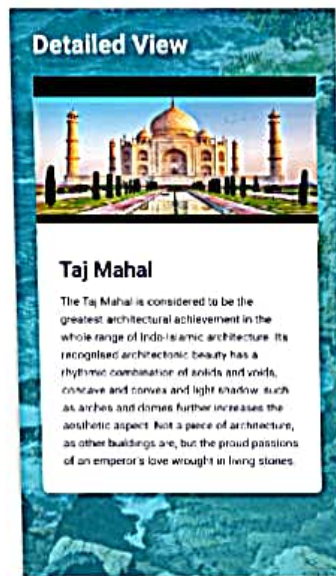 Detailed View
Taj Mahal
The Taj Mahal is considered to be the
greatest architectural achievement in the
whole range of Indo-Islamic architecture. Its
recognised architectonic beauty has a
rhythmic combination of solids and voids,
concave and convex and light shadow; such
as arches and domes further increases the
aesthetic aspect. Not a piece of architecture,
as other buildings are, but the proud passions
of an emperor's love wrought in living stones.